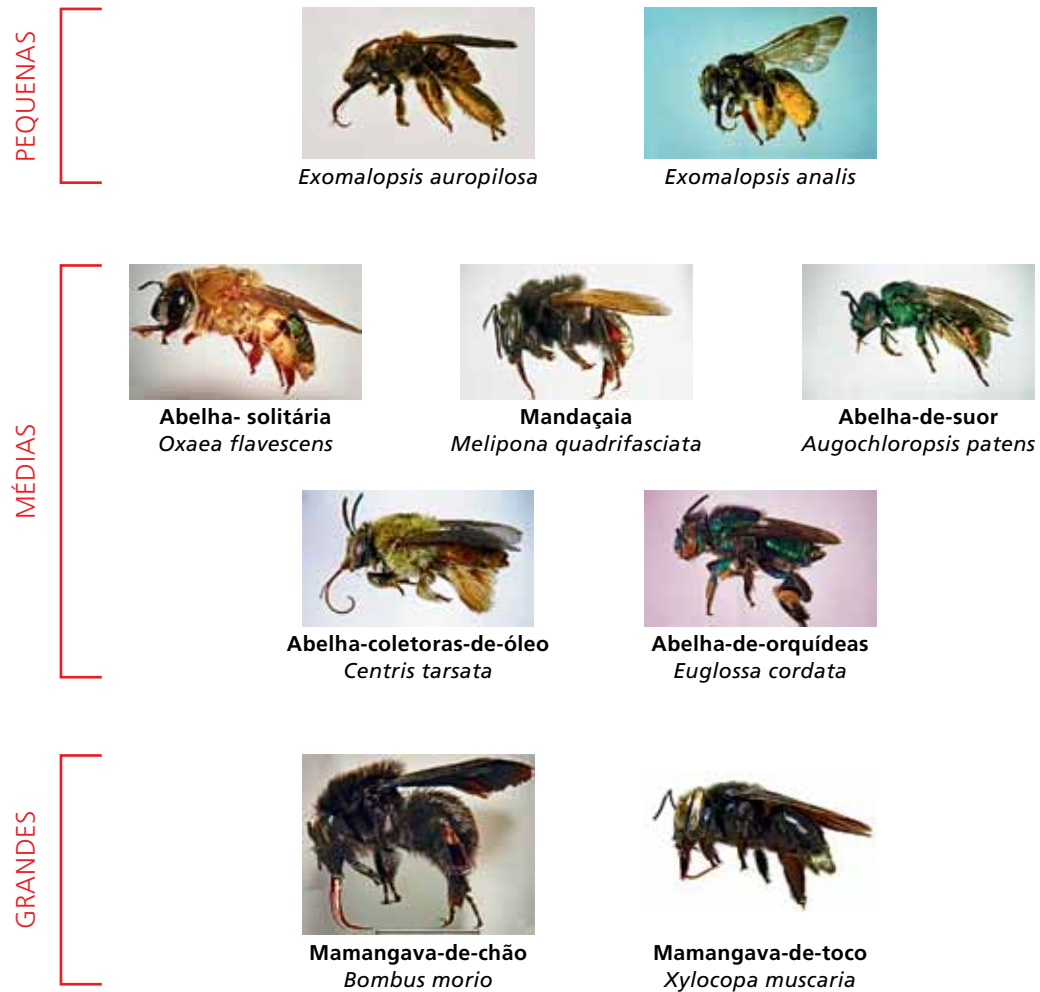 PEQUENAS
Exomalopsis auropilosa
Exomalopsis analis
MÉDIAS
Abelha- solitária
Oxaea flavescens
Mandaçaia
Melipona quadrifasciata
Abelha-de-suor
Augochloropsis patens
Abelha-coletoras-de-óleo
Centris tarsata
Abelha-de-orquídeas
Euglossa cordata
GRANDES
Mamangava-de-chão
Bombus morio
Mamangava-de-toco
Xylocopa muscaria